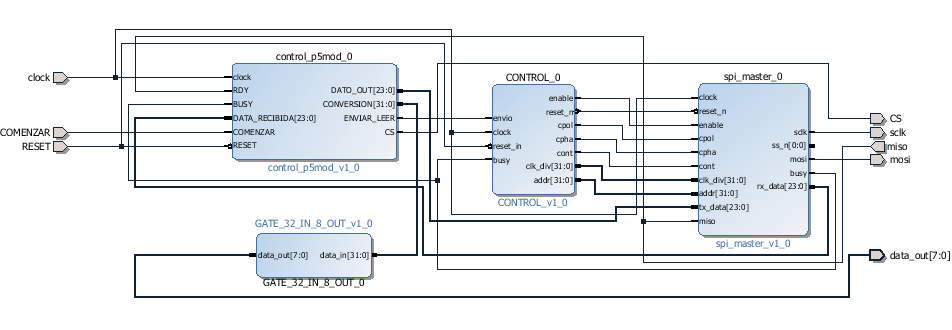 control_p5mod_0
clock
clock
RDY
BUSY
DATA_RECIBIDA[23:0]
COMENZAR
COMENZAR
RESET
RESET
DATO_OUT[23:0]
CONVERSION[31:0]
ENVIAR_LEER
CS
control_p5mod_v1_0
CONTROL_0
envio
clock
reset_in
busy
enable
reset_n
cpol
cpha
cont
clk_div[31:0]
addr[31:0]
CONTROL_v1_0
spi_master_0
clock
reset_n
enable
cpol
cpha
cont
clk_div[31:0]
addr[31:0]
tx_data[23:0]
miso
sclk
ss_n[0:0]
mosi
busy
rx_data[23:0]
spi_master_v1_0
CS
sclk
miso
mosi
GATE_32_IN_8_OUT_v1_0
data_out[7:0]
data_in[31:0]
GATE_32_IN_8_OUT_0
data_out[7:0]